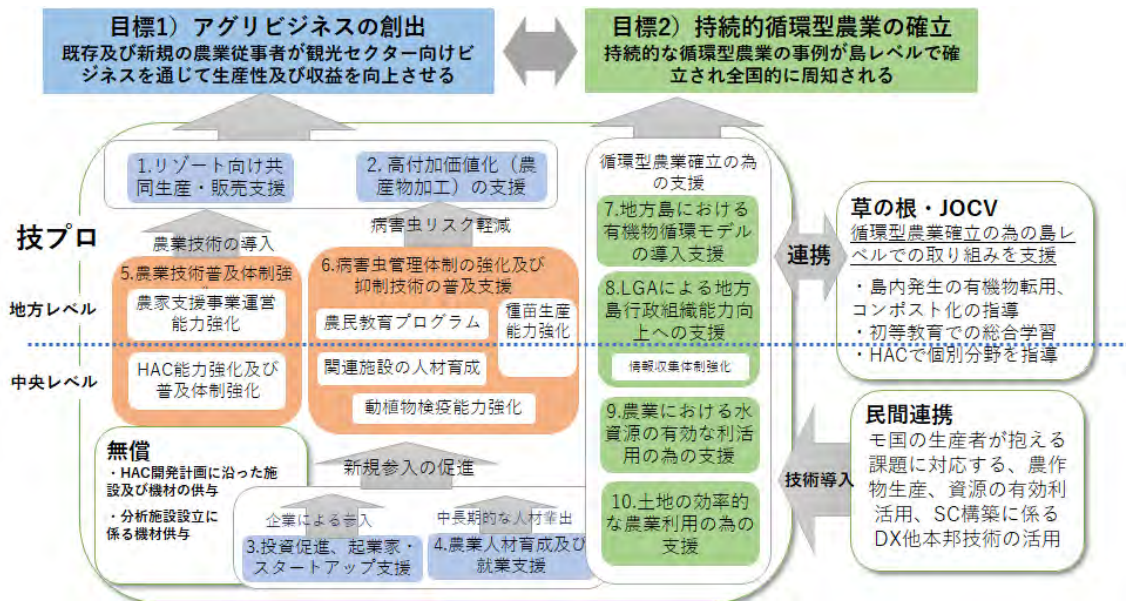 目標1）アグリビジネスの創出
既存及び新規の農業従事者が観光セクター向けビ
ジネスを通じて生産性及び収益を向上させる
目標2）持続的循環型農業の確立
持続的な循環型農業の事例が島レベルで確
立され全国的に周知される
1.リゾート向け共
同生産・販売支援
2. 高付加価値化（農
産物加工）の支援
循環型農業確立の為
の支援
技プロ
農業技術の導入
病害虫リスク軽減
地方レベル
中央レベル
5.農業技術普及体制強
農家支援事業運営
能力強化
HAC能力強化及び
普及体制強化
6.病害虫管理体制の強化及び
抑制技術の普及支援
農民教育プログラム
種苗生産
能力強化
関連施設の人材育成
動植物検疫能力強化
7.地方島における
有機物循環モデル
の導入支援
8.LGAによる地方
島行政組織能力向
上への支援
情報収集体制強化
9.農業における水
資源の有効な利活
用の為の支援
10.土地の効率的
な農業利用の為の
支援
連携
草の根・JOCV
循環型農業確立の為の島レ
ベルでの取り組みを支援
・島内発生の有機物転用、
コンポスト化の指導
・初等教育での総合学習
・HACで個別分野を指導
技術導入
民間連携
モ国の生産者が抱える
課題に対応する、農作
物生産、資源の有効利
活用、SC構築に係る
DX他本邦技術の活用
無償
・HAC開発計画に沿った施
設及び機材の供与
・分析施設設立に
係る機材供与
新規参入の促進
企業による参入
中長期的な人材輩出
3.投資促進、起業家・
スタートアップ支援
4.農業人材育成及び
就業支援